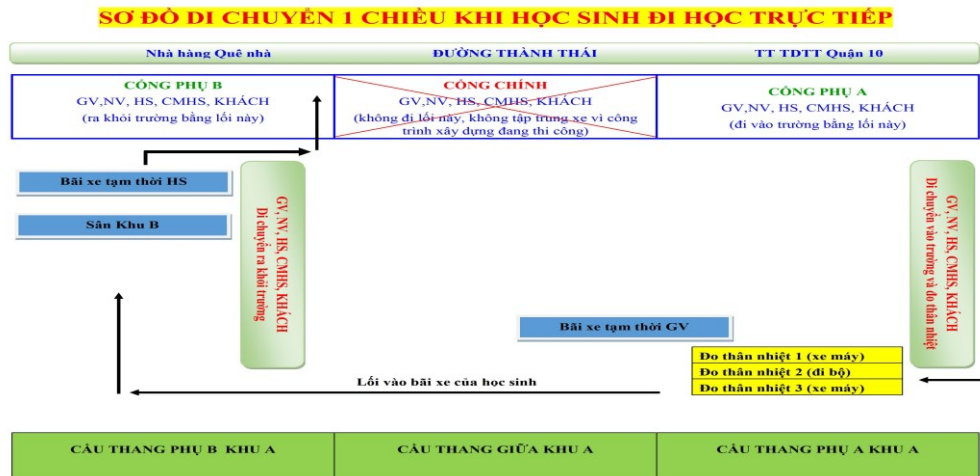 SƠ ĐỒ DI CHUYỂN 1 CHIỀU KHI HỌC SINH ĐI HỌC TRỰC TIẾP
Nhà hàng Quê nhà
ĐƯỜNG THÀNH THÁI
TT TDTT Quận 10
CỔNG PHỤ B
GV,NV, HS, CMHS, KHÁCH
(ra khỏi trường bằng lối này)
CỔNG CHÍNH
GV,NV, HS, CMHS, KHÁCH
(không đi lối này, không tập trung xe vì công
trình xây dựng đang thi công)
CỔNG PHỤ A
GV,NV, HS, CMHS, KHÁCH
(đi vào trường bằng lối này)
Bãi xe tạm thời HS
Sân Khu B
GV, NV, HS, CMHS, KHÁCH
Di chuyển ra khỏi trường
GV, NV, HS, CMHS, KHÁCH
Di chuyển vào trường và đo thân nhiệt
Bãi xe tạm thời GV
Đo thân nhiệt 1 (xe máy)
Đo thân nhiệt 2 (đi bộ)
Đo thân nhiệt 3 (xe máy)
Lối vào bãi xe của học sinh
CẦU THANG PHỤ B KHU A
CẦU THANG GIỮA KHU A
CẦU THANG PHỤ A KHU A